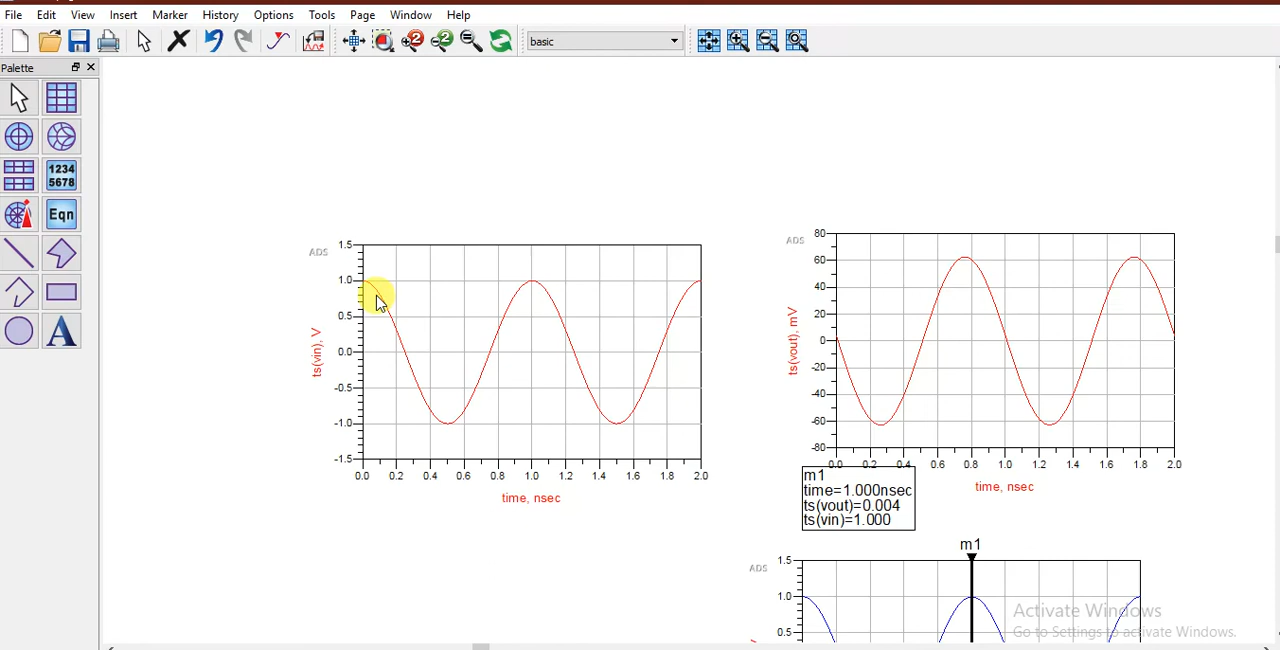 File Edit View Insert Marker History Options Tools Page Window Help
basic
Palette
1234
5678
Eqn
A
ADS
1.5
1.0
0.5
0.0
-0.5
-1.0
-1.5
ts(vin), V
0.0 0.2 0.4 0.6 0.8 1.0 1.2 1.4 1.6 1.8 2.0
time, nsec
ADS
80
60
40
20
0
-20
-40
-60
-80
ts(vout), mV
0.0 0.2 0.4 0.6 0.8 1.0 1.2 1.4 1.6 1.8 2.0
time, nsec
m1
time=1.000nsec
ts(vout)=0.004
ts(vin)=1.000
m1
ADS
1.5
1.0
0.5
Activate Windows
Go to Settings to activate Windows.